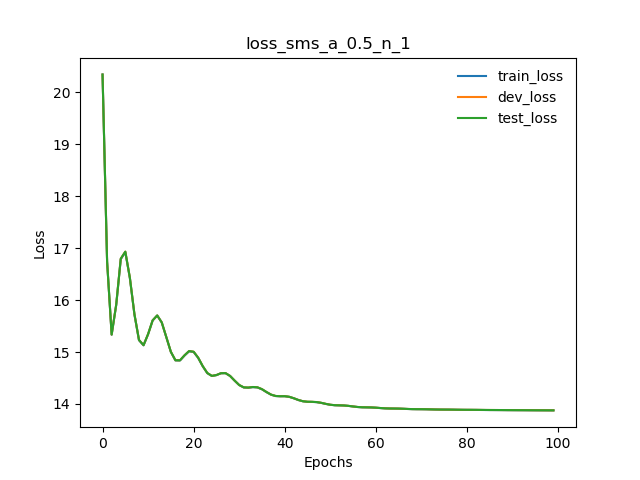 loss_sms_a_0.5_n_1
train_loss
dev_loss
test_loss
20
19
18
17
16
15
14
Loss
0 20 40 60 80 100
Epochs